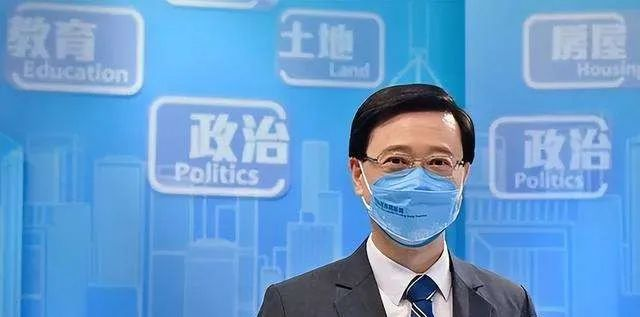 教育
Education
土地
Land
房屋
Housing
政治
Politics
政治
Politics